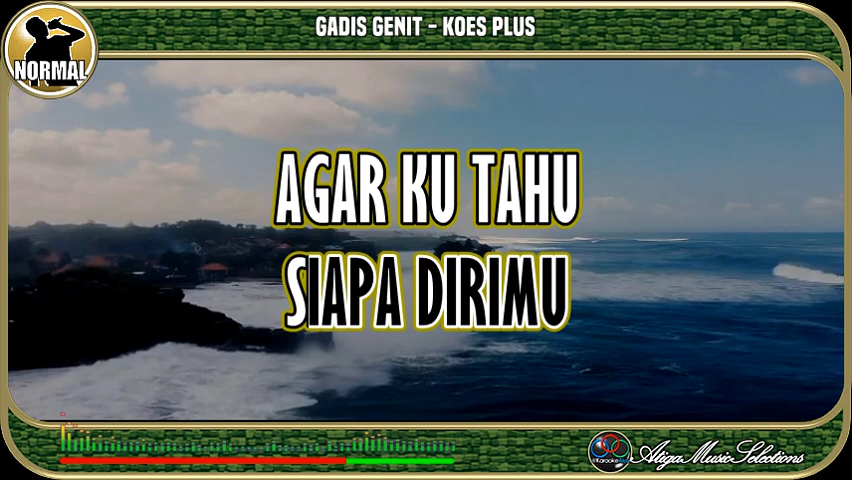 GADIS GENIT - KOES PLUS
NORMAL
AGAR KU TAHU
SIAPA DIRIMU
AtigaMusicSelections